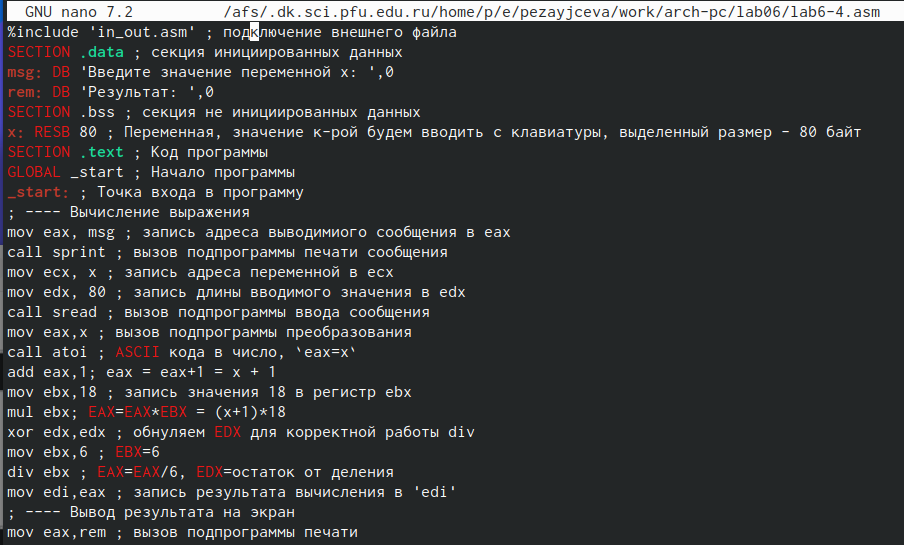 GNU nano 7.2 /afs/.dk.sci.pfu.edu.ru/home/p/e/pezayjceva/work/arch-pc/lab06/lab6-4.asm
%include 'in_out.asm' ; подключение внешнего файла
SECTION .data ; секция инициированных данных
msg: DB 'Введите значение переменной x: ',0
rem: DB 'Результат: ',0
SECTION .bss ; секция не инициированных данных
x: RESB 80 ; Переменная, значение к-рой будем вводить с клавиатуры, выделенный размер - 80 байт
SECTION .text ; Код программы
GLOBAL _start ; Начало программы
_start: ; Точка входа в программу
; ---- Вычисление выражения
mov eax, msg ; запись адреса выводимиого сообщения в eax
call sprint ; вызов подпрограммы печати сообщения
mov ecx, x ; запись адреса переменной в ecx
mov edx, 80 ; запись длины вводимого значения в edx
call sread ; вызов подпрограммы ввода сообщения
mov eax,x ; вызов подпрограммы преобразования
call atoi ; ASCII кода в число, `eax=x`
add eax,1; eax = eax+1 = x + 1
mov ebx,18 ; запись значения 18 в регистр ebx
mul ebx; EAX=EAX*EBX = (x+1)*18
xor edx,edx ; обнуляем EDX для корректной работы div
mov ebx,6 ; EBX=6
div ebx ; EAX=EAX/6, EDX=остаток от деления
mov edi,eax ; запись результата вычисления в 'edi'
; ---- Вывод результата на экран
mov eax,rem ; вызов подпрограммы печати